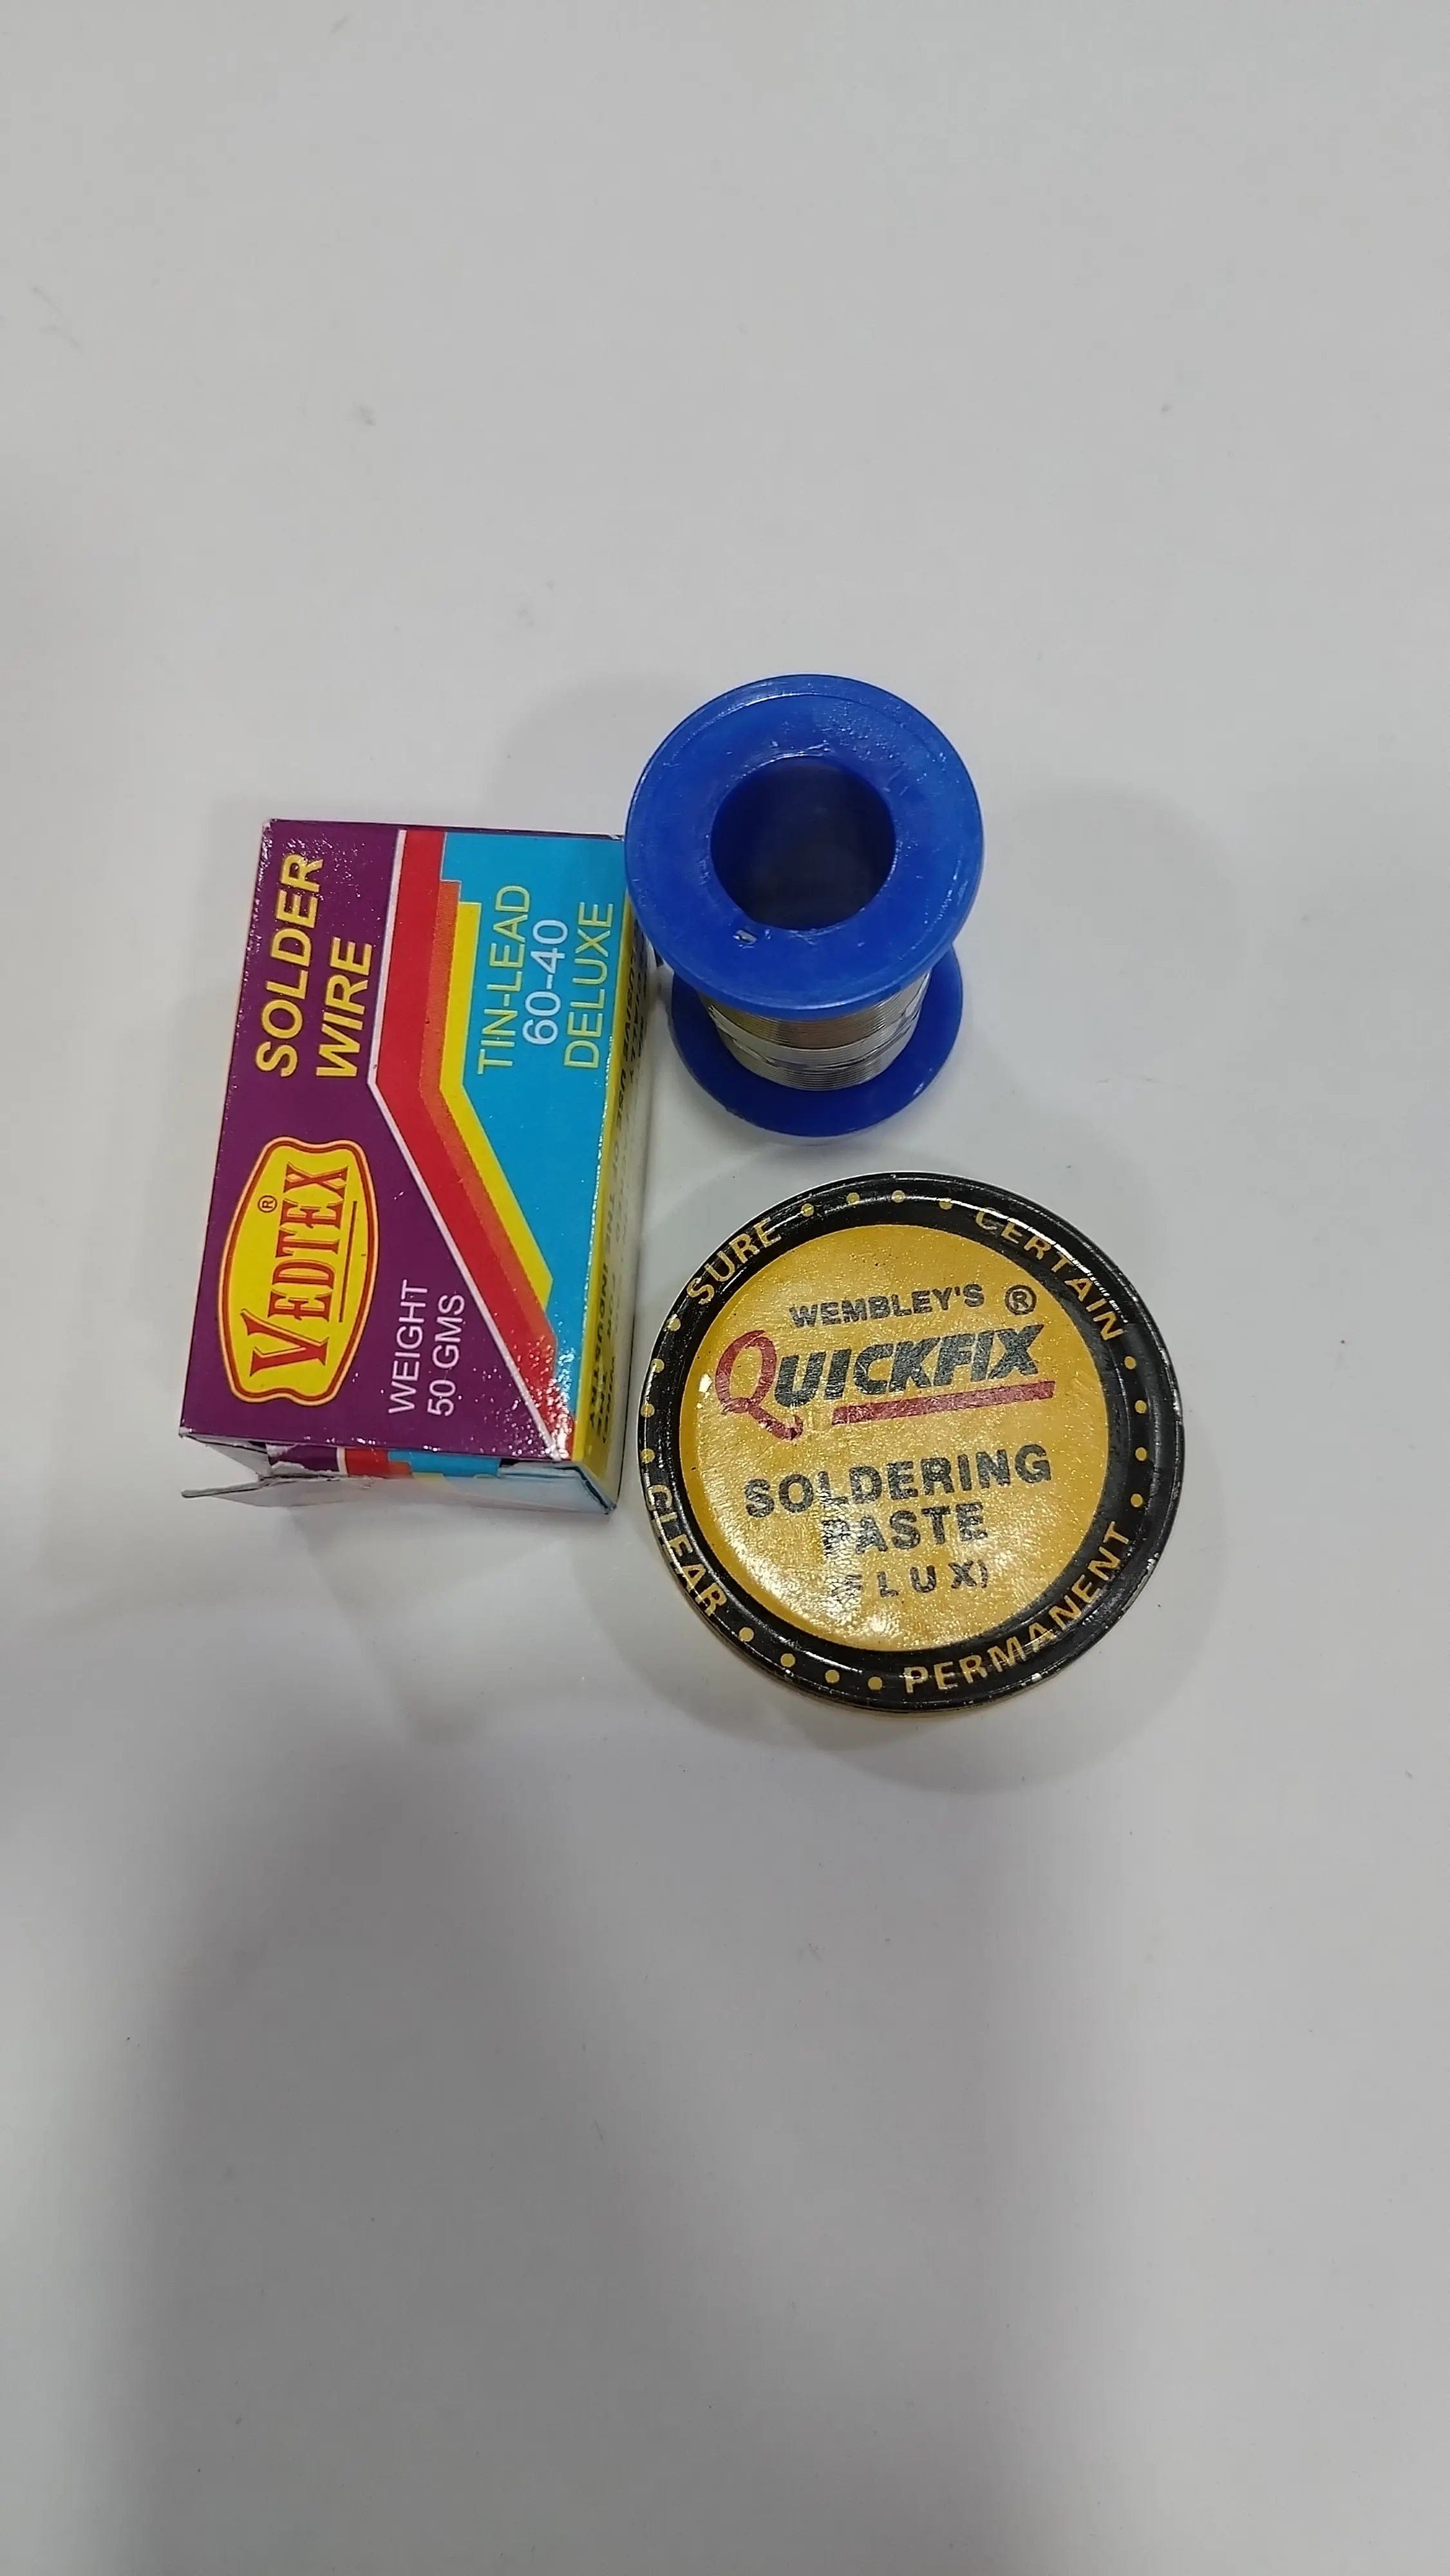 SOLDER
WIRE
VEDTEX®
WEIGHT
50 GMS
TIN-LEAD
60-40
DELUXE
SURE
CERTAIN
WEMBLEY'S ®
QUICKFIX
SOLDERING
PASTE
LUX)
CLEAR
PERMANENT